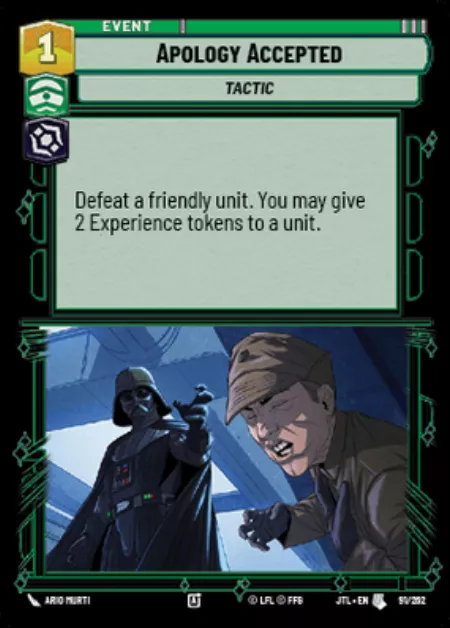 EVENT
1
APOLOGY ACCEPTED
TACTIC
Defeat a friendly unit. You may give
2 Experience tokens to a unit.
ARIO MURTI
A
© LFL © FFG
JTL • EN
91/262